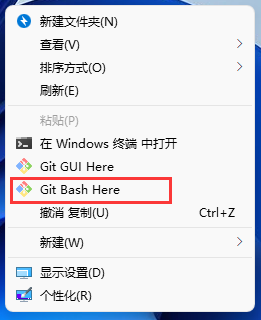 新建文件夹(N)
查看(V)
排序方式(O)
刷新(E)
粘贴(P)
在 Windows 终端 中打开
Git GUI Here
Git Bash Here
撤消 复制(U) Ctrl+Z
新建(W)
显示设置(D)
个性化(R)